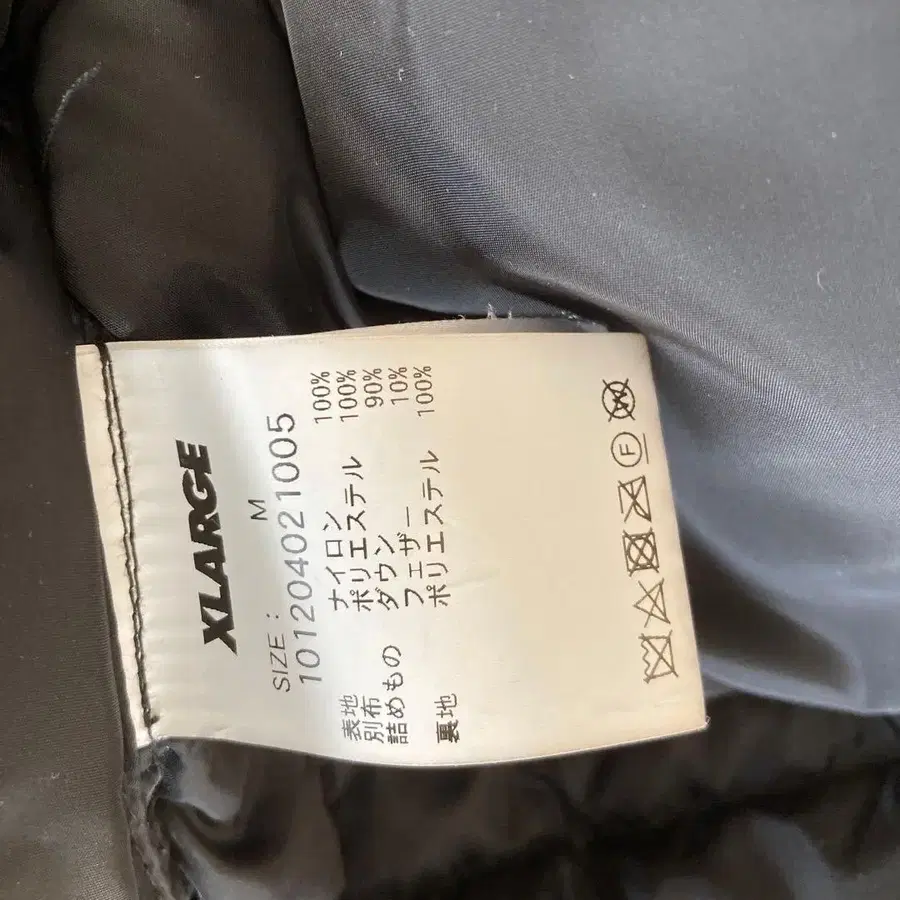 XLARGE
SIZE: M
101204021005
表地 ナイロン 100%
別布 ポリエステル 100%
詰めもの ダウン 90%
フェザー 10%
裏地 ポリエステル 100%
F W